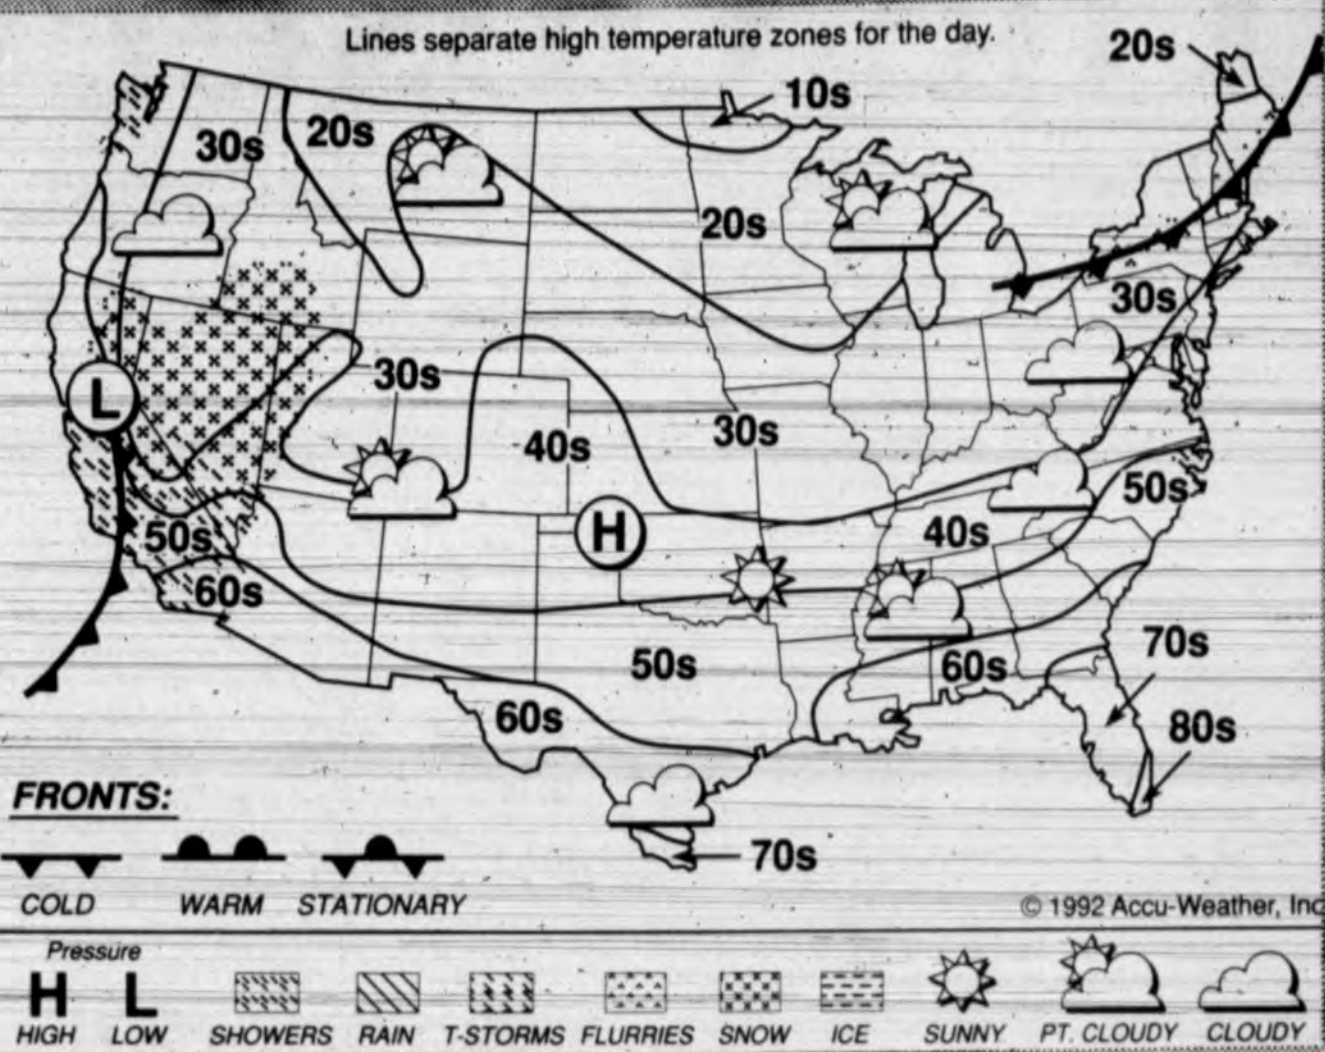 Lines separate high temperature zones for the day.
20s
10s
30s
20s
20s
30s
L
30s
40s
30s
50s
H
40s
50s
60s
50s
60s
70s
60s
80s
70s
FRONTS:
COLD WARM STATIONARY
© 1992 Accu-Weather, Inc
Pressure
H L
HIGH LOW SHOWERS RAIN T-STORMS FLURRIES SNOW ICE SUNNY PT. CLOUDY CLOUDY